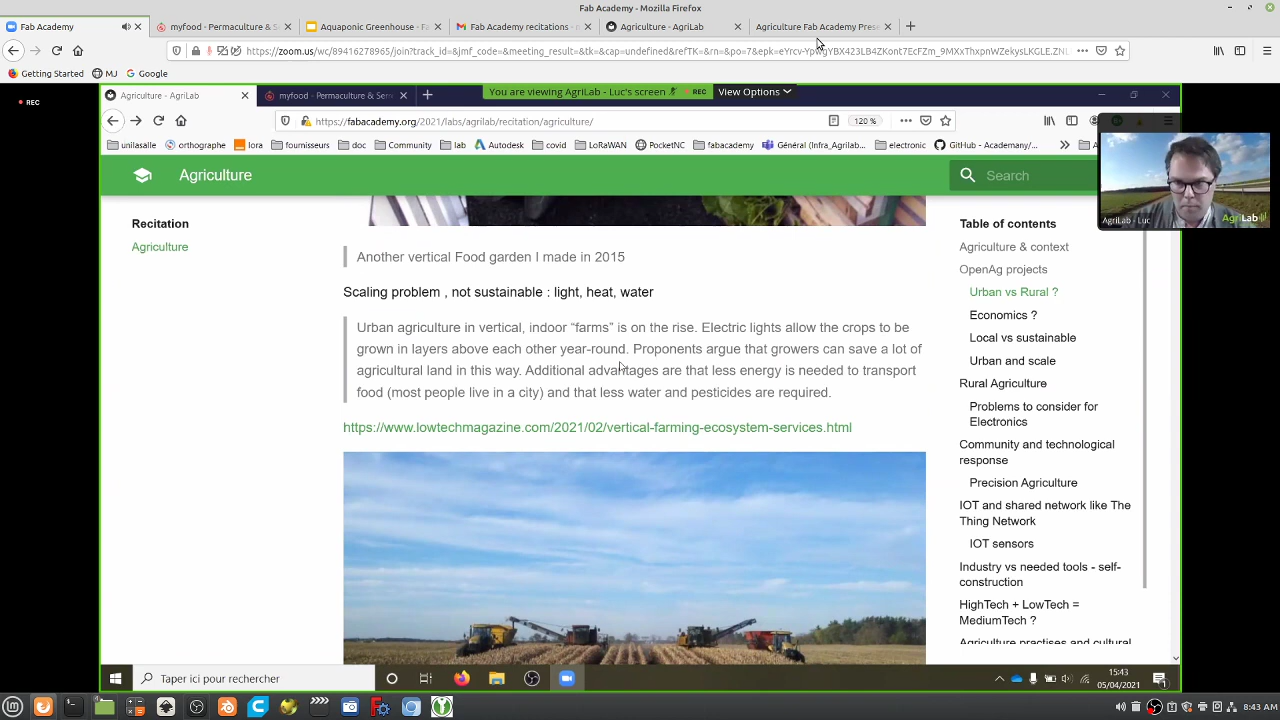 Fab Academy - Mozilla Firefox
Fab Academy
myfood - Permaculture & S
Aquaponic Greenhouse - F
Fab Academy recitations - n
Agriculture - AgriLab
Agriculture Fab Academy Prese
Getting Started
MJ
Google
REC
Agriculture - AgriLab
myfood - Permaculture & Ser
You are viewing AgriLab - Luc's screen
REC
View Options
https://fabacademy.org/2021/labs/agrilab/recitation/agriculture/
120 %
unilasalle
orthographe
lora
fournisseurs
doc
Community
lab
Autodesk
covid
LoRaWAN
PocketNC
fabacademy
Général (Infra_Agrilab...
electronic
GitHub - Academany/...
Agriculture
Search
AgriLab - Luc
AgriLab
Recitation
Agriculture
Another vertical Food garden I made in 2015
Scaling problem , not sustainable : light, heat, water
Urban agriculture in vertical, indoor “farms” is on the rise. Electric lights allow the crops to be
grown in layers above each other year-round. Proponents argue that growers can save a lot of
agricultural land in this way. Additional advantages are that less energy is needed to transport
food (most people live in a city) and that less water and pesticides are required.
https://www.lowtechmagazine.com/2021/02/vertical-farming-ecosystem-services.html
Table of contents
Agriculture & context
OpenAg projects
Urban vs Rural ?
Economics ?
Local vs sustainable
Urban and scale
Rural Agriculture
Problems to consider for
Electronics
Community and technological
response
Precision Agriculture
IOT and shared network like The
Thing Network
IOT sensors
Industry vs needed tools - self-
construction
HighTech + LowTech =
MediumTech ?
Agriculture practises and cultural
Taper ici pour rechercher
15:43
05/04/2021
8:43 AM